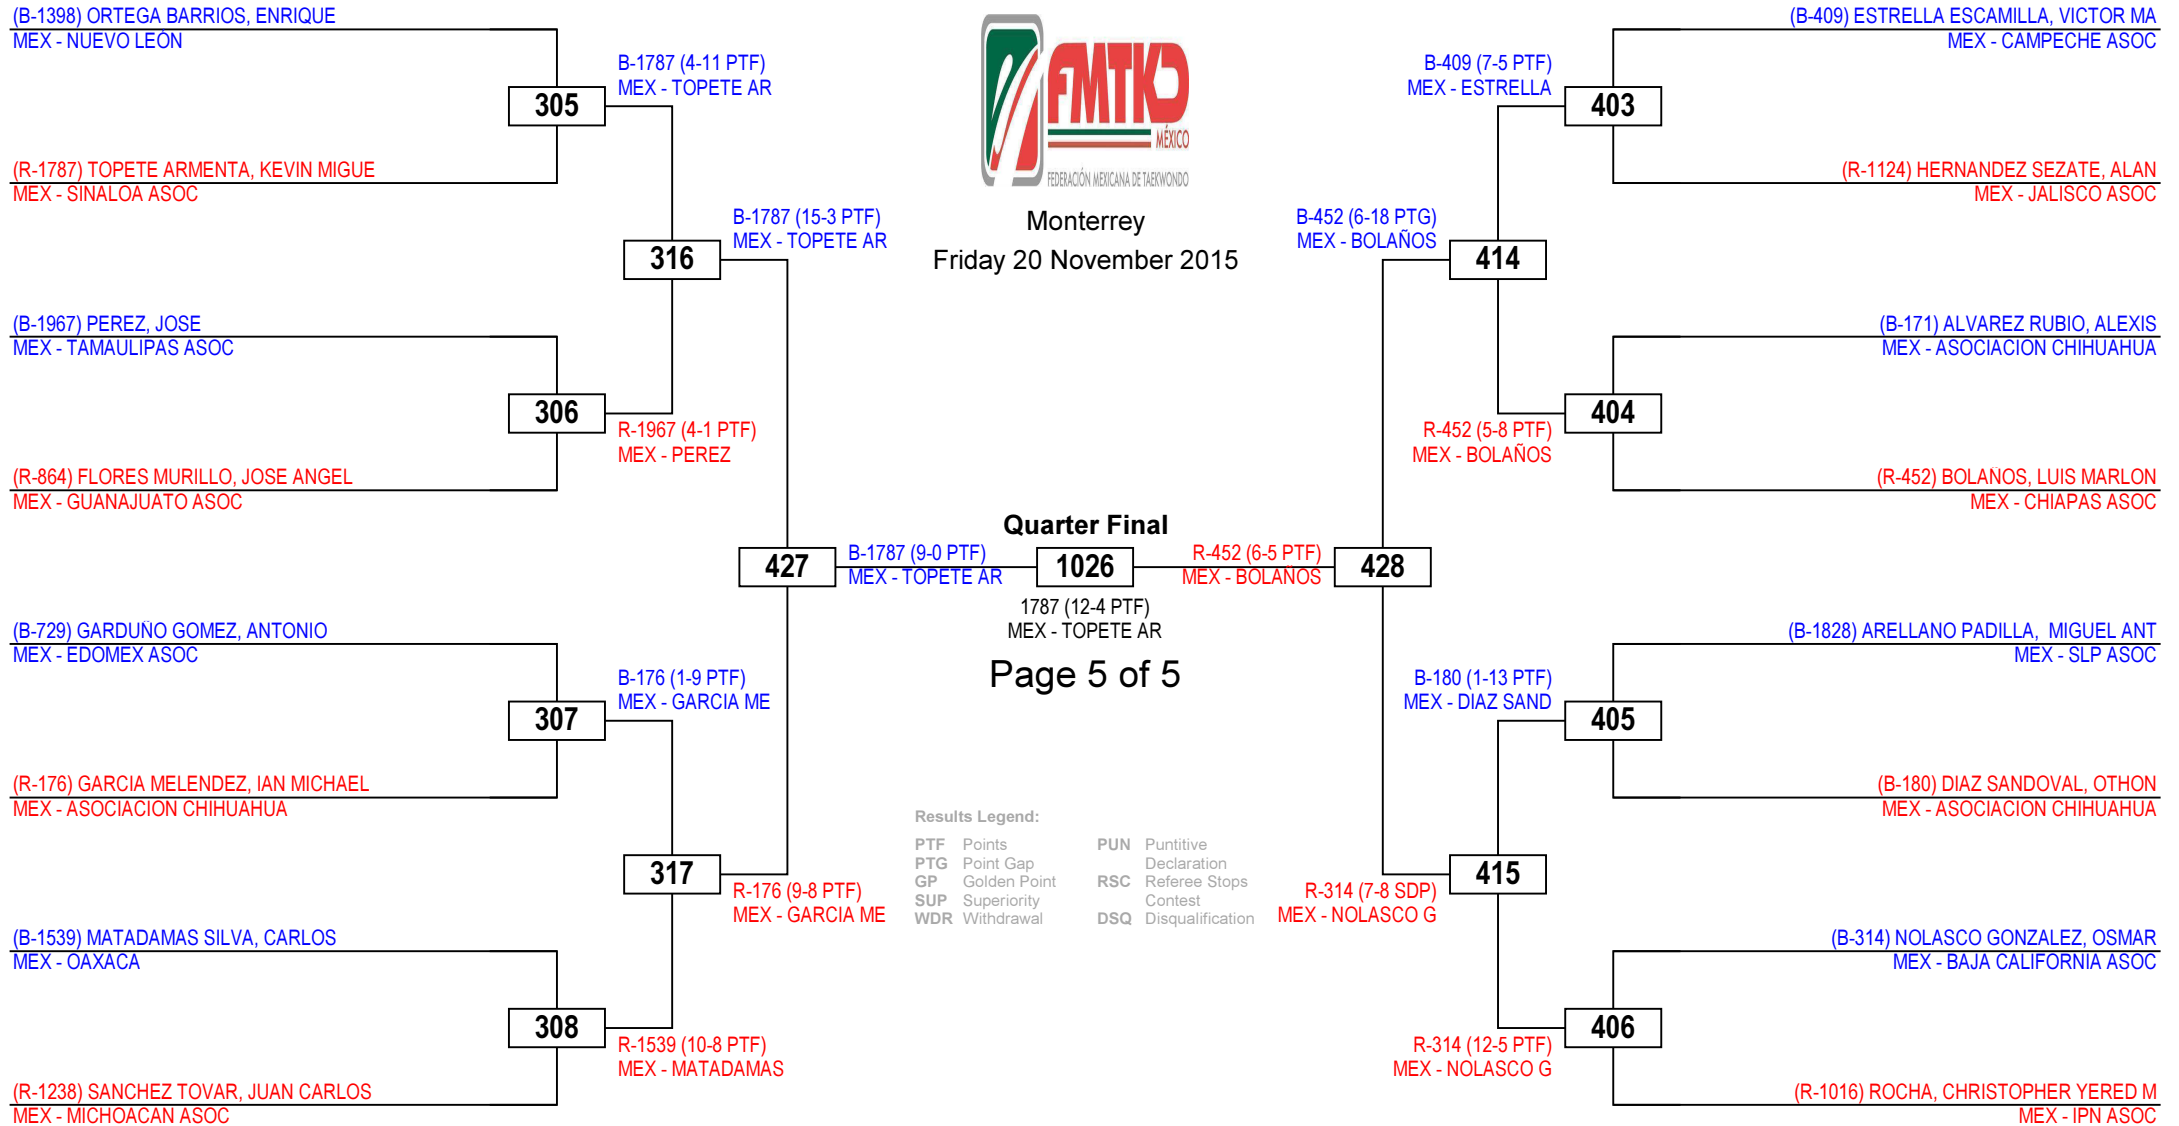 (B-1398) ORTEGA BARRIOS, ENRIQUE
MEX - NUEVO LEÓN
305
(R-1787) TOPETE ARMENTA, KEVIN MIGUE
MEX - SINALOA ASOC
B-1787 (4-11 PTF)
MEX - TOPETE AR
316
(B-1967) PEREZ, JOSE
MEX - TAMAULIPAS ASOC
306
(R-864) FLORES MURILLO, JOSE ANGEL
MEX - GUANAJUATO ASOC
R-1967 (4-1 PTF)
MEX - PEREZ
B-1787 (15-3 PTF)
MEX - TOPETE AR
427
(B-729) GARDUÑO GOMEZ, ANTONIO
MEX - EDOMEX ASOC
307
(R-176) GARCIA MELENDEZ, IAN MICHAEL
MEX - ASOCIACION CHIHUAHUA
B-176 (1-9 PTF)
MEX - GARCIA ME
317
(B-1539) MATADAMAS SILVA, CARLOS
MEX - OAXACA
308
(R-1238) SANCHEZ TOVAR, JUAN CARLOS
MEX - MICHOACAN ASOC
R-1539 (10-8 PTF)
MEX - MATADAMAS
R-176 (9-8 PTF)
MEX - GARCIA ME
FMTKD
MÉXICO
FEDERACIÓN MEXICANA DE TAEKWONDO
Monterrey
Friday 20 November 2015
Quarter Final
B-1787 (9-0 PTF)
MEX - TOPETE AR
1026
R-452 (6-5 PTF)
MEX - BOLAÑOS
1787 (12-4 PTF)
MEX - TOPETE AR
Page 5 of 5
Results Legend:
PTF Points
PTG Point Gap
GP Golden Point
SUP Superiority
WDR Withdrawal
PUN Puntitive
Declaration
RSC Referee Stops
Contest
DSQ Disqualification
(B-409) ESTRELLA ESCAMILLA, VICTOR MA
MEX - CAMPECHE ASOC
403
(R-1124) HERNANDEZ SEZATE, ALAN
MEX - JALISCO ASOC
B-409 (7-5 PTF)
MEX - ESTRELLA
414
(B-171) ALVAREZ RUBIO, ALEXIS
MEX - ASOCIACION CHIHUAHUA
404
(R-452) BOLAÑOS, LUIS MARLON
MEX - CHIAPAS ASOC
R-452 (5-8 PTF)
MEX - BOLAÑOS
B-452 (6-18 PTG)
MEX - BOLAÑOS
428
(B-1828) ARELLANO PADILLA, MIGUEL ANT
MEX - SLP ASOC
405
(B-180) DIAZ SANDOVAL, OTHON
MEX - ASOCIACION CHIHUAHUA
B-180 (1-13 PTF)
MEX - DIAZ SAND
415
(B-314) NOLASCO GONZALEZ, OSMAR
MEX - BAJA CALIFORNIA ASOC
406
(R-1016) ROCHA, CHRISTOPHER YERED M
MEX - IPN ASOC
R-314 (12-5 PTF)
MEX - NOLASCO G
R-314 (7-8 SDP)
MEX - NOLASCO G